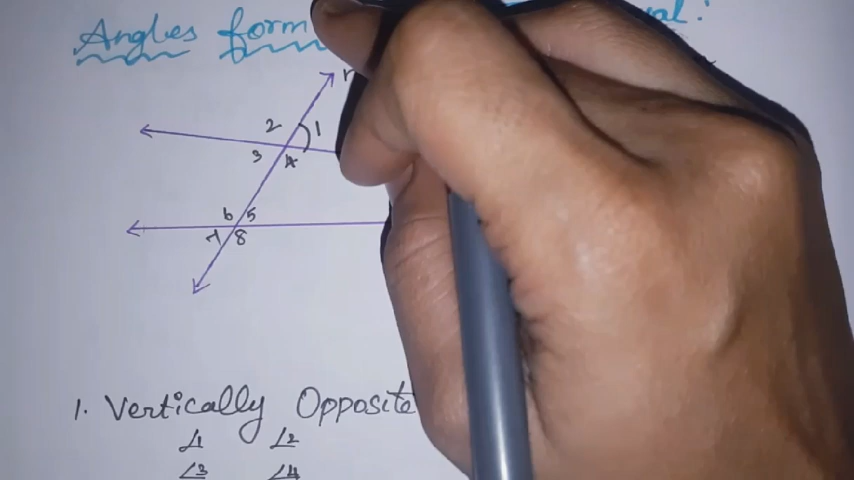 Angles form
r
2 1
3 4
6 5
7 8
1. Vertically Opposite
∠1 ∠2
∠3 ∠4